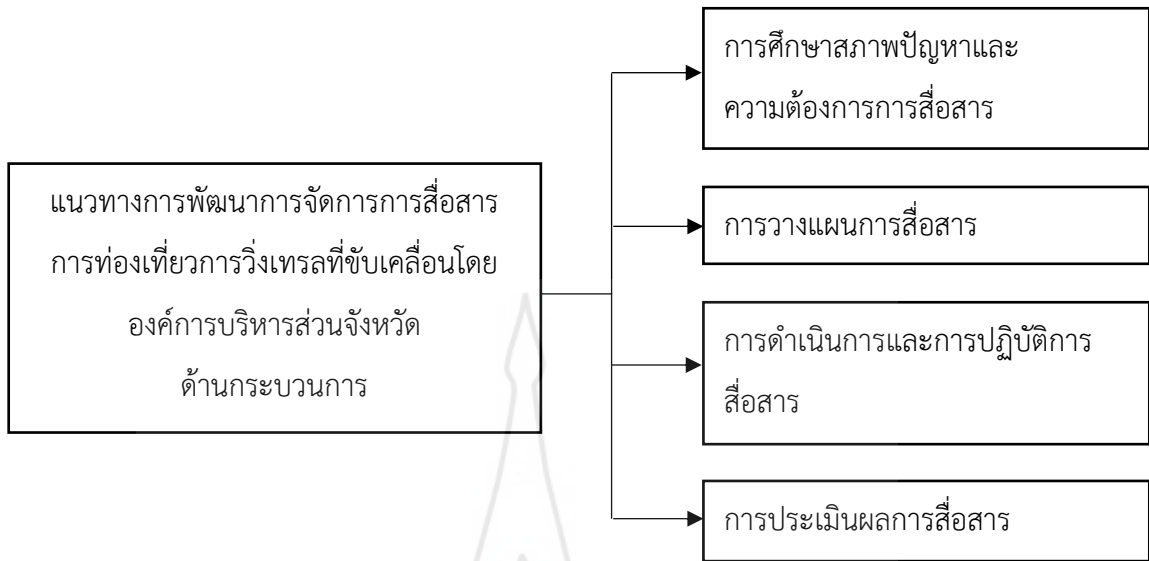 แนวทางการพัฒนาการจัดการการสื่อสาร
การท่องเที่ยวการวิ่งเทรลที่ขับเคลื่อนโดย
องค์การบริหารส่วนจังหวัด
ด้านกระบวนการ
การศึกษาสภาพปัญหาและ
ความต้องการการสื่อสาร
การวางแผนการสื่อสาร
การดำเนินการและการปฏิบัติการ
สื่อสาร
การประเมินผลการสื่อสาร